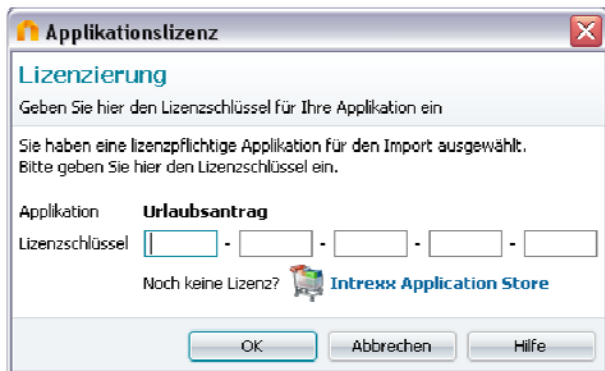 Applikationslizenz
Lizenzierung
Geben Sie hier den Lizenzschlüssel für Ihre Applikation ein
Sie haben eine lizenzpflichtige Applikation für den Import ausgewählt.
Bitte geben Sie hier den Lizenzschlüssel ein.
Applikation Urlaubsantrag
Lizenzschlüssel - - - -
Noch keine Lizenz? Intrexx Application Store
OK Abbrechen Hilfe